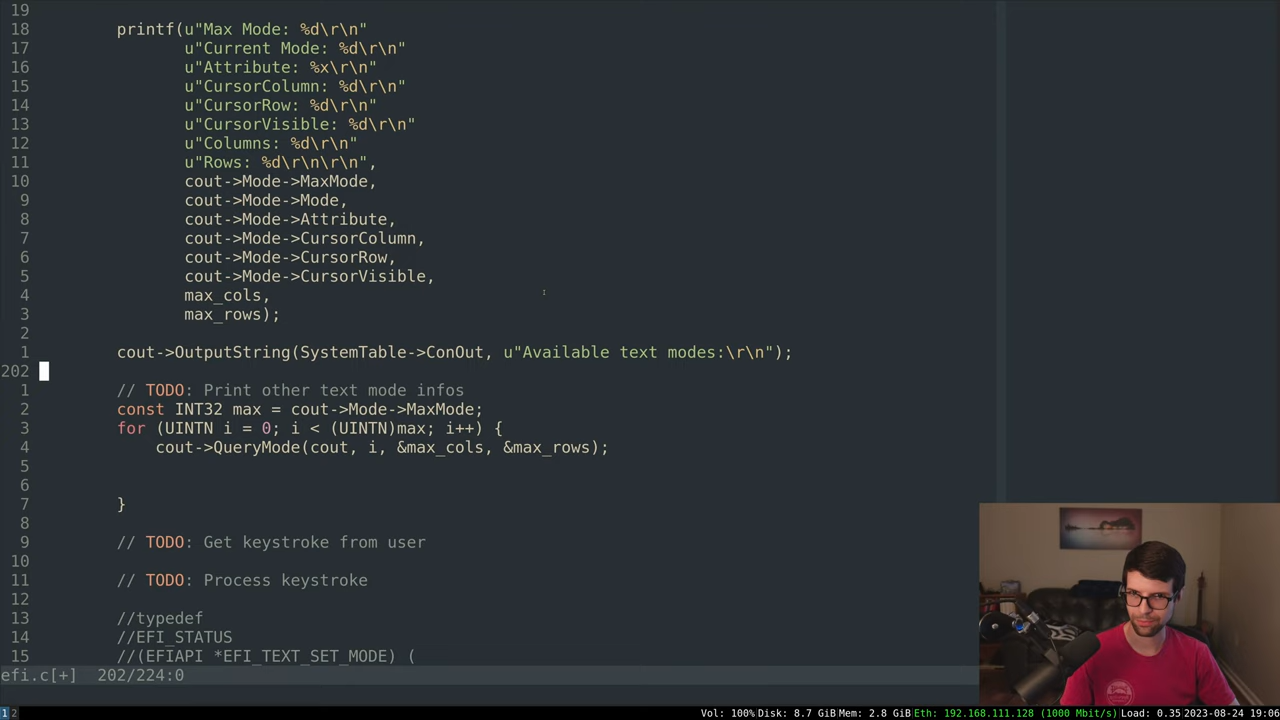 19
18 printf(u"Max Mode: %d\r\n"
17 u"Current Mode: %d\r\n"
16 u"Attribute: %x\r\n"
15 u"CursorColumn: %d\r\n"
14 u"CursorRow: %d\r\n"
13 u"CursorVisible: %d\r\n"
12 u"Columns: %d\r\n"
11 u"Rows: %d\r\n\r\n",
10 cout->Mode->MaxMode,
9 cout->Mode->Mode,
8 cout->Mode->Attribute,
7 cout->Mode->CursorColumn,
6 cout->Mode->CursorRow,
5 cout->Mode->CursorVisible,
4 max_cols,
3 max_rows);
2
1 cout->OutputString(SystemTable->ConOut, u"Available text modes:\r\n");
202
1 // TODO: Print other text mode infos
2 const INT32 max = cout->Mode->MaxMode;
3 for (UINTN i = 0; i < (UINTN)max; i++) {
4 cout->QueryMode(cout, i, &max_cols, &max_rows);
5
6
7 }
8
9 // TODO: Get keystroke from user
10
11 // TODO: Process keystroke
12
13 //typedef
14 //EFI_STATUS
15 //(EFIAPI *EFI_TEXT_SET_MODE) (
efi.c[+] 202/224:0
1 2 Vol: 100% Disk: 8.7 GiB Mem: 2.8 GiB Eth: 192.168.111.128 (1000 Mbit/s) Load: 0.35 2023-08-24 19:06